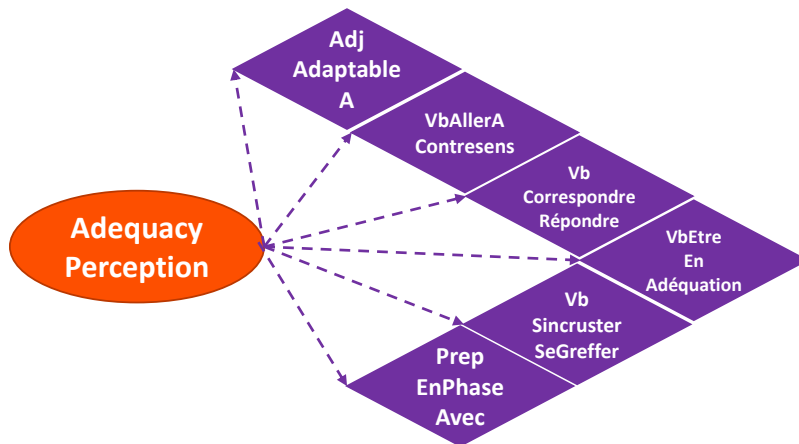 Adj
Adaptable
A
VbAllerA
Contresens
Vb
Correspondre
Répondre
VbEtre
En
Adéquation
Adequacy
Perception
Vb
Sincruster
SeGreffer
Prep
EnPhase
Avec